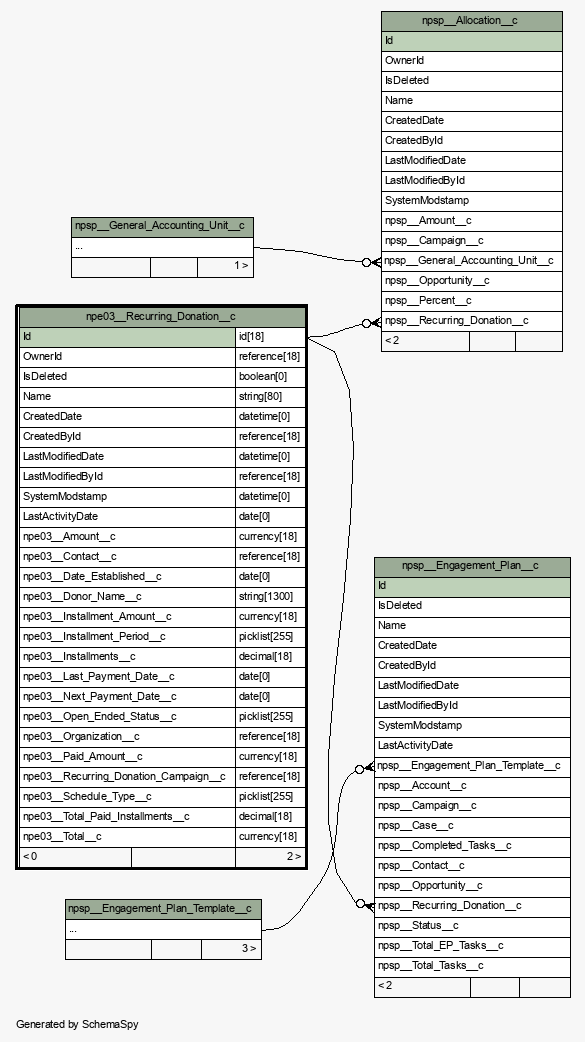 npsp__Allocation__c
Id
OwnerId
IsDeleted
Name
CreatedDate
CreatedById
LastModifiedDate
LastModifiedById
SystemModstamp
npsp__Amount__c
npsp__Campaign__c
npsp__General_Accounting_Unit__c
npsp__Opportunity__c
npsp__Percent__c
npsp__Recurring_Donation__c
< 2
npsp__General_Accounting_Unit__c
...
1 >
npe03__Recurring_Donation__c
Id id[18]
OwnerId reference[18]
IsDeleted boolean[0]
Name string[80]
CreatedDate datetime[0]
CreatedById reference[18]
LastModifiedDate datetime[0]
LastModifiedById reference[18]
SystemModstamp datetime[0]
LastActivityDate date[0]
npe03__Amount__c currency[18]
npe03__Contact__c reference[18]
npe03__Date_Established__c date[0]
npe03__Donor_Name__c string[1300]
npe03__Installment_Amount__c currency[18]
npe03__Installment_Period__c picklist[255]
npe03__Installments__c decimal[18]
npe03__Last_Payment_Date__c date[0]
npe03__Next_Payment_Date__c date[0]
npe03__Open_Ended_Status__c picklist[255]
npe03__Organization__c reference[18]
npe03__Paid_Amount__c currency[18]
npe03__Recurring_Donation_Campaign__c reference[18]
npe03__Schedule_Type__c picklist[255]
npe03__Total_Paid_Installments__c decimal[18]
npe03__Total__c currency[18]
< 0 2 >
npsp__Engagement_Plan__c
Id
IsDeleted
Name
CreatedDate
CreatedById
LastModifiedDate
LastModifiedById
SystemModstamp
LastActivityDate
npsp__Engagement_Plan_Template__c
npsp__Account__c
npsp__Campaign__c
npsp__Case__c
npsp__Completed_Tasks__c
npsp__Contact__c
npsp__Opportunity__c
npsp__Recurring_Donation__c
npsp__Status__c
npsp__Total_EP_Tasks__c
npsp__Total_Tasks__c
< 2
npsp__Engagement_Plan_Template__c
...
3 >
Generated by SchemaSpy